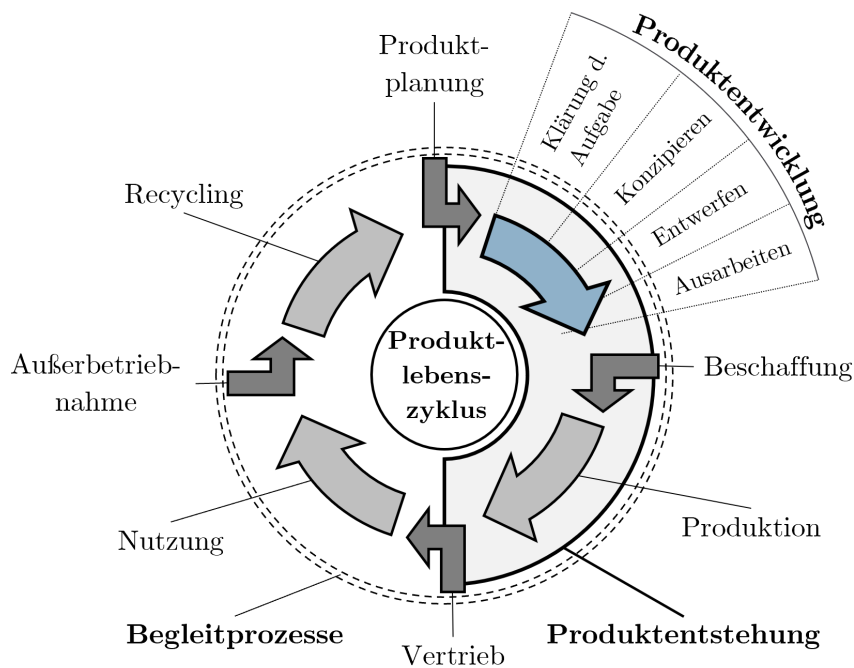 Produkt-
planung
Produktentwicklung
Klärung d.
Aufgabe
Konzipieren
Entwerfen
Ausarbeiten
Recycling
Produkt-
lebens-
zyklus
Außerbetrieb-
nahme
Beschaffung
Nutzung
Produktion
Begleitprozesse
Produktentstehung
Vertrieb